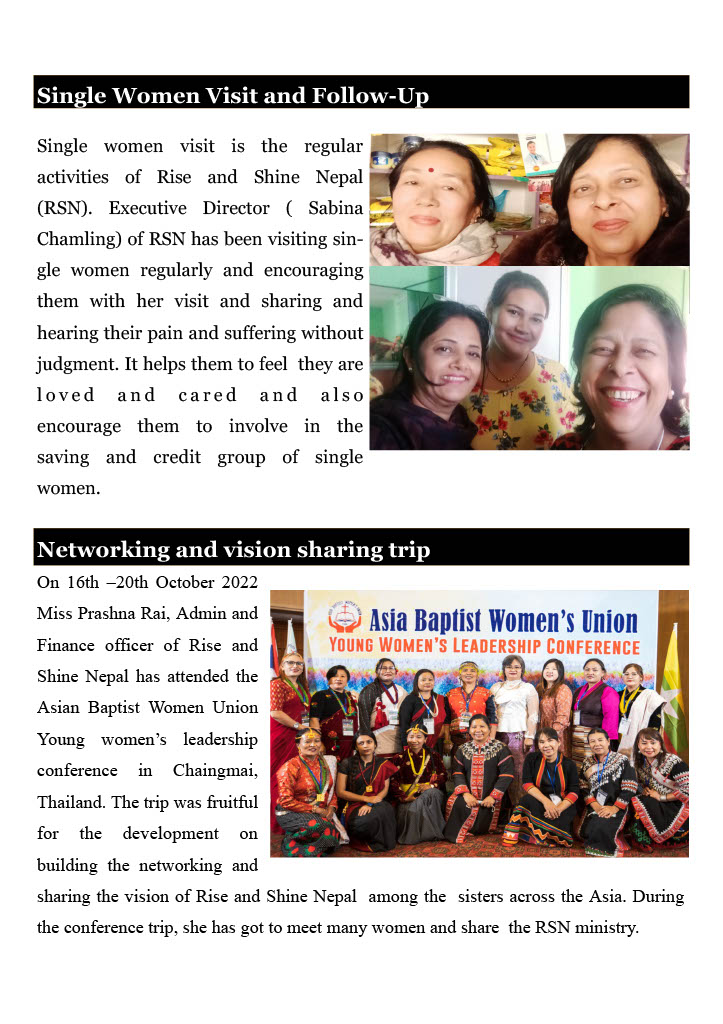 Single Women Visit and Follow-Up
Single women visit is the regular
activities of Rise and Shine Nepal
(RSN). Executive Director ( Sabina
Chamling) of RSN has been visiting sin-
gle women regularly and encouraging
them with her visit and sharing and
hearing their pain and suffering without
judgment. It helps them to feel they are
loved and cared and also
encourage them to involve in the
saving and credit group of single
women.
Networking and vision sharing trip
On 16th –20th October 2022
Miss Prashna Rai, Admin and
Finance officer of Rise and
Shine Nepal has attended the
Asian Baptist Women Union
Young women's leadership
conference in Chaingmai,
Thailand. The trip was fruitful
for the development on
building the networking and
sharing the vision of Rise and Shine Nepal among the sisters across the Asia. During
the conference trip, she has got to meet many women and share the RSN ministry.
Asia Baptist Women's Union
Young Women's Leadership Conference